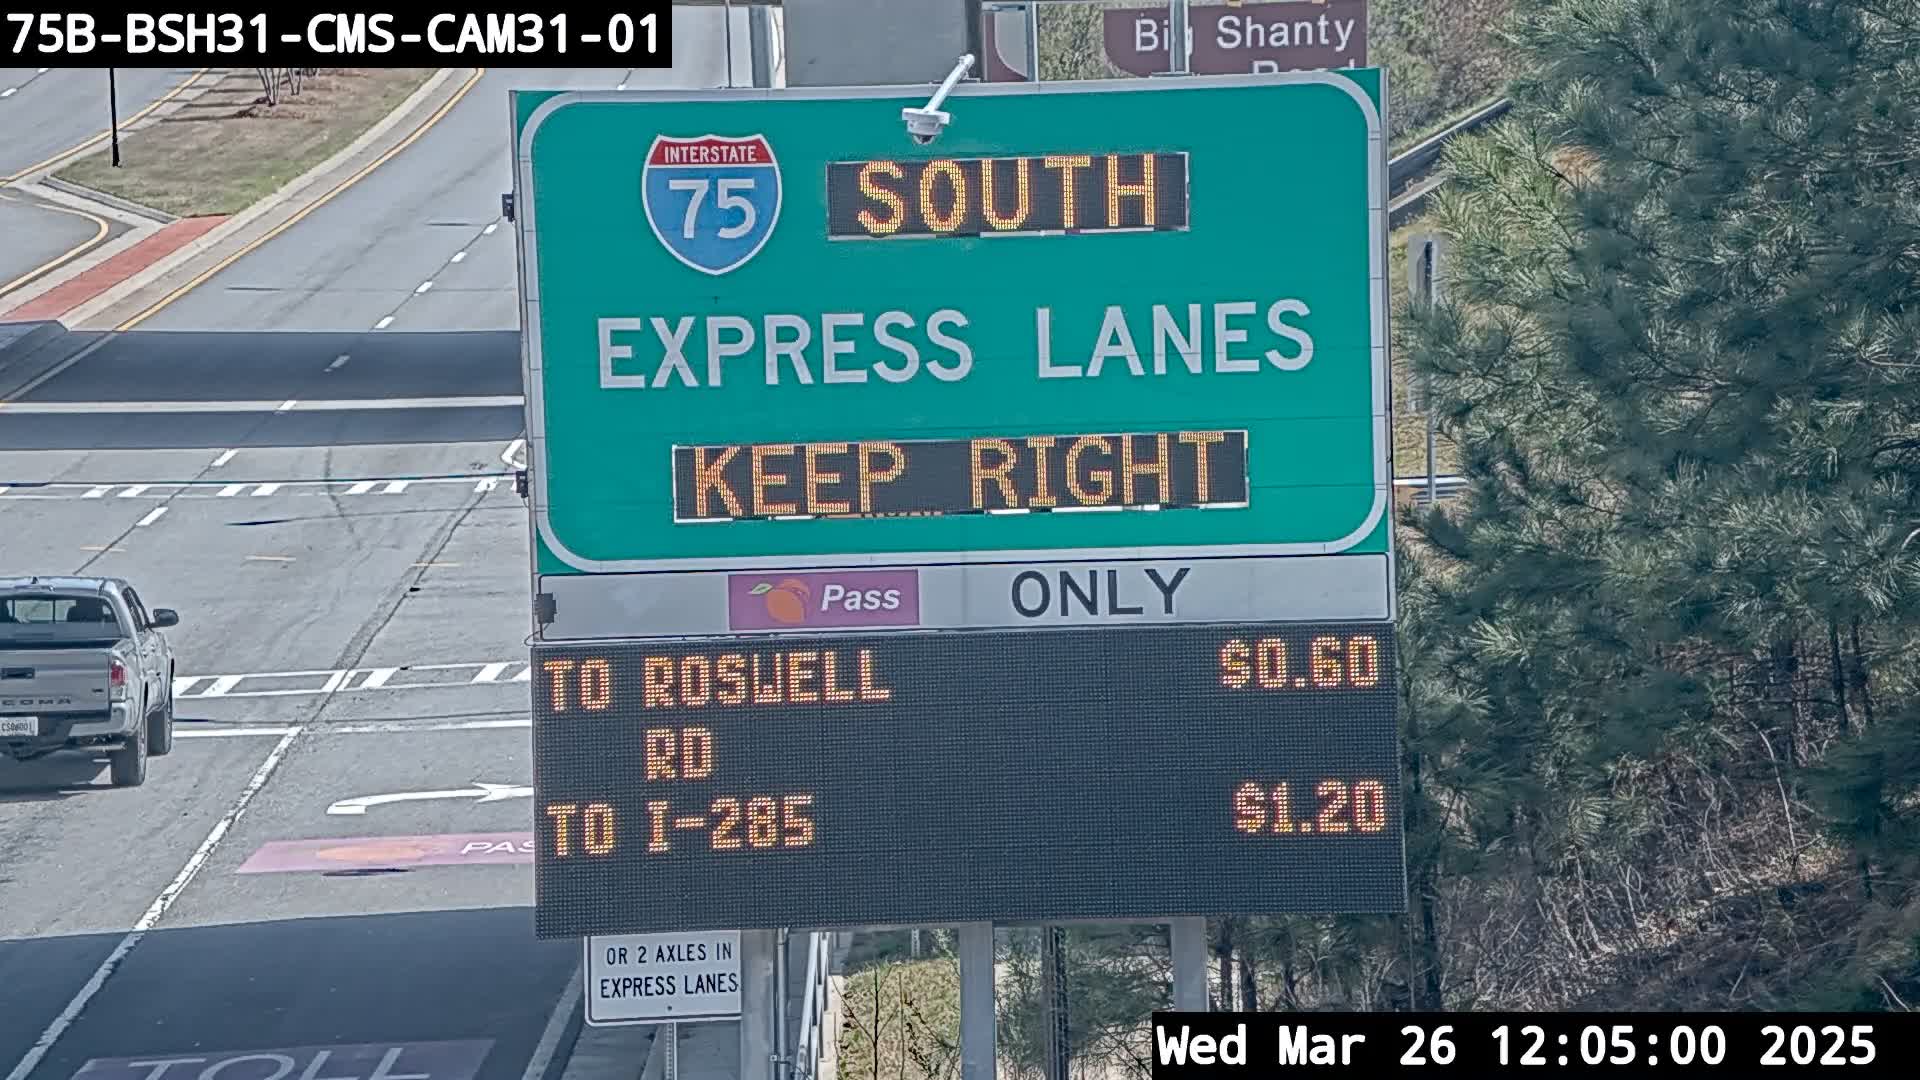 75B-BSH31-CMS-CAM31-01
Big Shanty
Road
INTERSTATE
75
SOUTH
EXPRESS LANES
KEEP RIGHT
Pass
ONLY
TO ROSWELL $0.60
RD
TO I-285 $1.20
OR 2 AXLES IN
EXPRESS LANES
TOLL
Wed Mar 26 12:05:00 2025